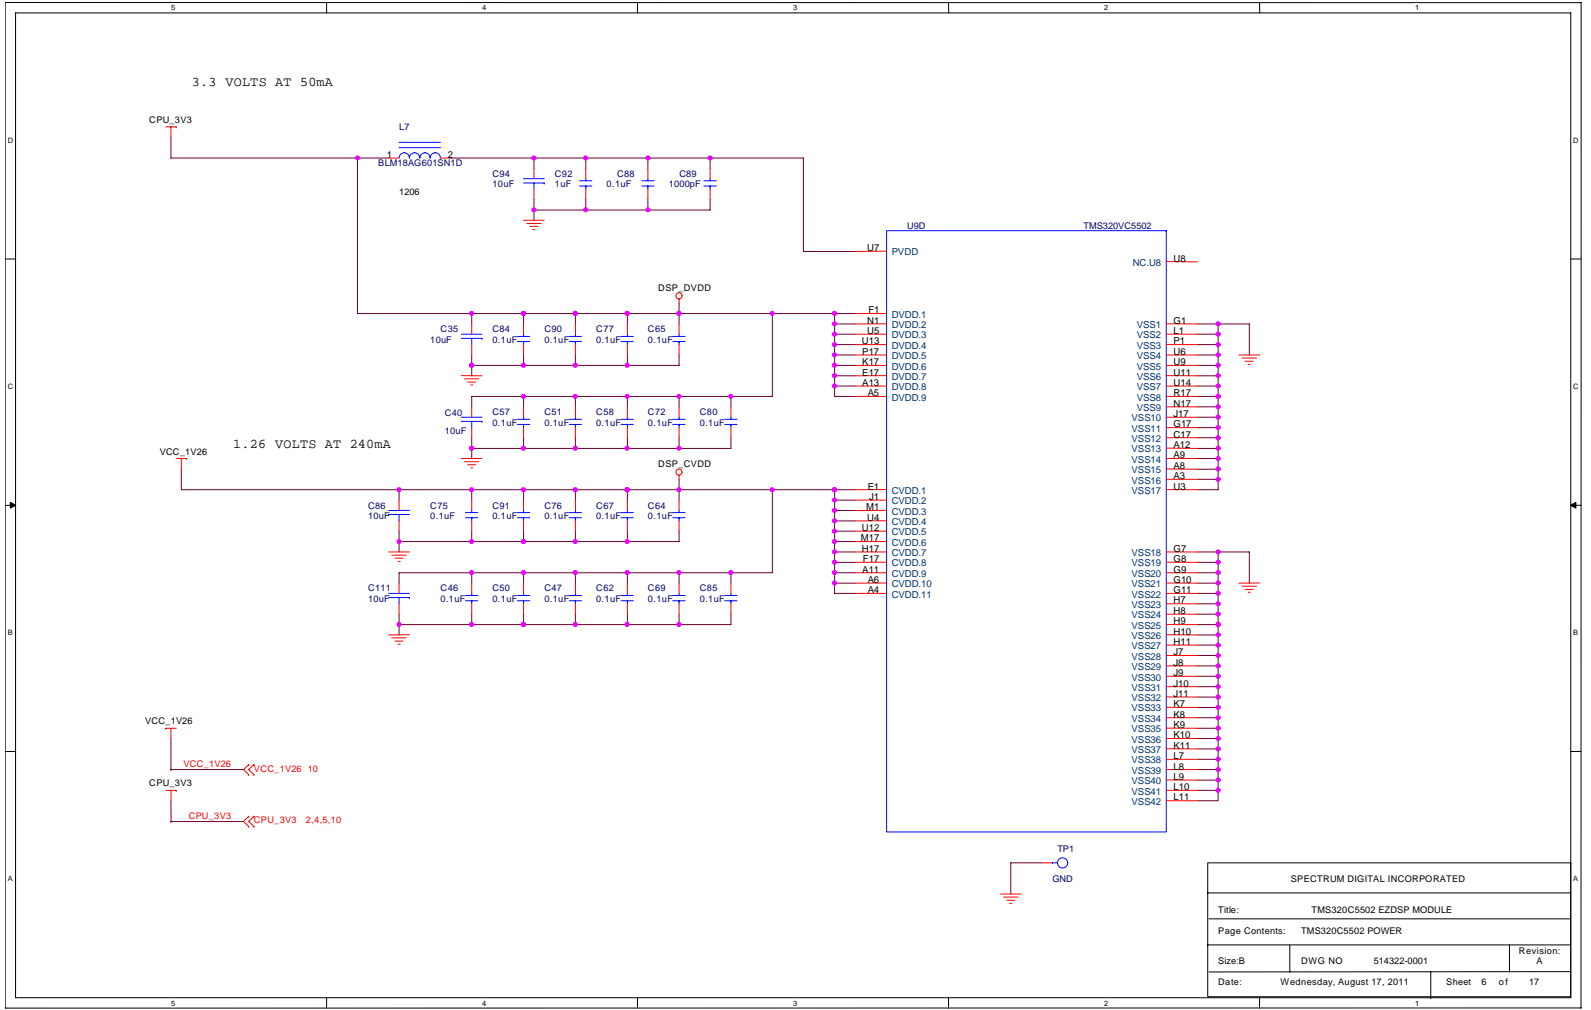 5 4 3 2 1
D D
C C
B B
A A
3.3 VOLTS AT 50mA
CPU_3V3
L7
1 2
BLM18AG601SN1D
1206
C94 10uF
C92 1uF
C88 0.1uF
C89 1000pF
U9D TMS320VC5502
U7 PVDD
NC.U8 U8
DSP_DVDD
C35 10uF
C84 0.1uF
C90 0.1uF
C77 0.1uF
C65 0.1uF
F1 DVDD.1
N1 DVDD.2
U5 DVDD.3
U13 DVDD.4
P17 DVDD.5
K17 DVDD.6
E17 DVDD.7
A13 DVDD.8
A5 DVDD.9
C40 10uF
C57 0.1uF
C51 0.1uF
C58 0.1uF
C72 0.1uF
C80 0.1uF
1.26 VOLTS AT 240mA
VCC_1V26
DSP_CVDD
C86 10uF
C75 0.1uF
C91 0.1uF
C76 0.1uF
C67 0.1uF
C64 0.1uF
E1 CVDD.1
J1 CVDD.2
M1 CVDD.3
U4 CVDD.4
U12 CVDD.5
M17 CVDD.6
H17 CVDD.7
F17 CVDD.8
A11 CVDD.9
A6 CVDD.10
A4 CVDD.11
C111 10uF
C46 0.1uF
C50 0.1uF
C47 0.1uF
C62 0.1uF
C69 0.1uF
C85 0.1uF
VSS1 G1
VSS2 L1
VSS3 P1
VSS4 U6
VSS5 U9
VSS6 U11
VSS7 U14
VSS8 R17
VSS9 N17
VSS10 J17
VSS11 G17
VSS12 C17
VSS13 A12
VSS14 A9
VSS15 A8
VSS16 A3
VSS17 U3
VSS18 G7
VSS19 G8
VSS20 G9
VSS21 G10
VSS22 G11
VSS23 H7
VSS24 H8
VSS25 H9
VSS26 H10
VSS27 H11
VSS28 J7
VSS29 J8
VSS30 J9
VSS31 J10
VSS32 J11
VSS33 K7
VSS34 K8
VSS35 K9
VSS36 K10
VSS37 K11
VSS38 L7
VSS39 L8
VSS40 L9
VSS41 L10
VSS42 L11
VCC_1V26
VCC_1V26 VCC_1V26 10
CPU_3V3
CPU_3V3 CPU_3V3 2,4,5,10
TP1
GND
SPECTRUM DIGITAL INCORPORATED
Title: TMS320C5502 EZDSP MODULE
Page Contents: TMS320C5502 POWER
Size:B DWG NO 514322-0001 Revision: A
Date: Wednesday, August 17, 2011 Sheet 6 of 17
5 4 3 2 1